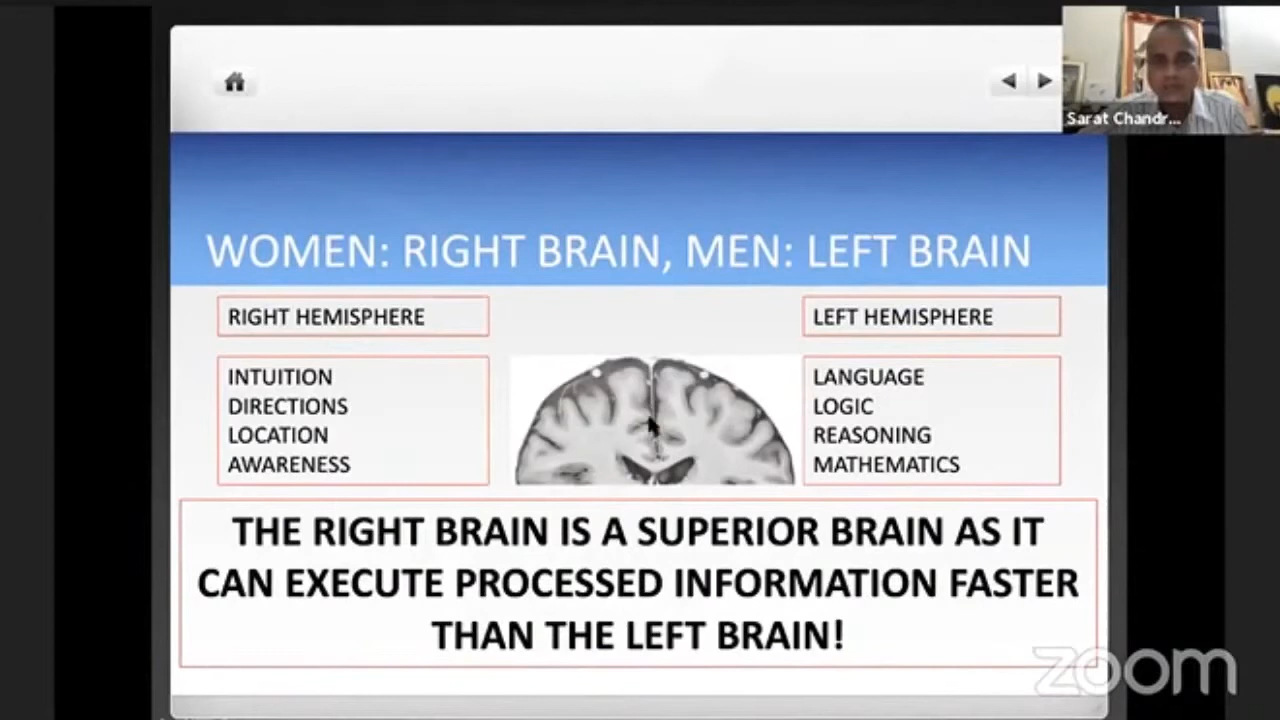 Sarat Chandr...
WOMEN: RIGHT BRAIN, MEN: LEFT BRAIN
RIGHT HEMISPHERE
LEFT HEMISPHERE
INTUITION
DIRECTIONS
LOCATION
AWARENESS
LANGUAGE
LOGIC
REASONING
MATHEMATICS
THE RIGHT BRAIN IS A SUPERIOR BRAIN AS IT
CAN EXECUTE PROCESSED INFORMATION FASTER
THAN THE LEFT BRAIN!
zoom